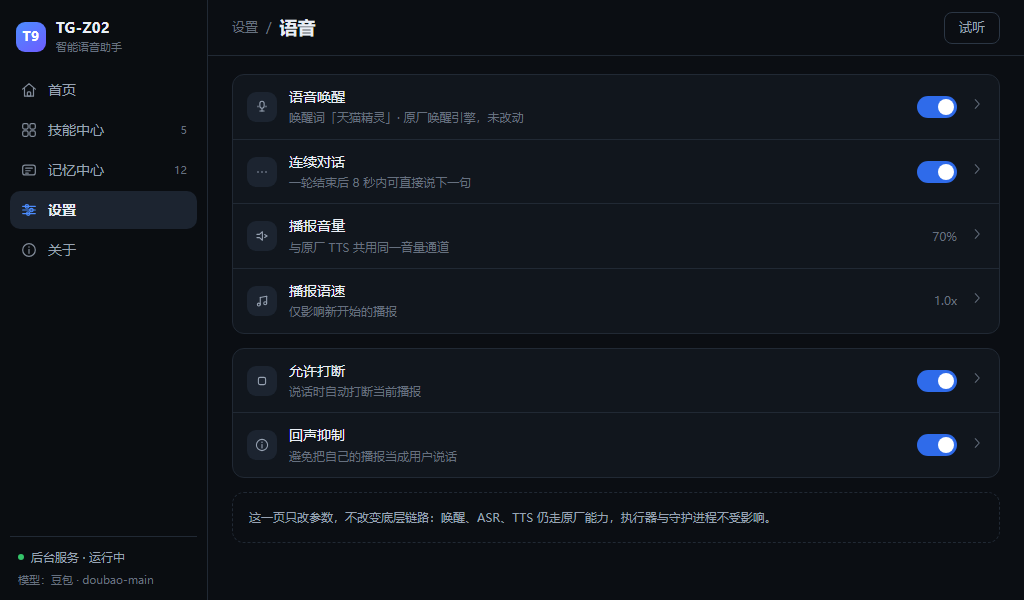 T9
TG-Z02
智能语音助手
首页
技能中心 5
记忆中心 12
设置
关于
后台服务 · 运行中
模型：豆包 · doubao-main
设置 / 语音
试听
语音唤醒
唤醒词「天猫精灵」· 原厂唤醒引擎，未改动
连续对话
一轮结束后 8 秒内可直接说下一句
播报音量
与原厂 TTS 共用同一音量通道
70%
播报语速
仅影响新开始的播报
1.0x
允许打断
说话时自动打断当前播报
回声抑制
避免把自己的播报当成用户说话
这一页只改参数，不改变底层链路：唤醒、ASR、TTS 仍走原厂能力，执行器与守护进程不受影响。